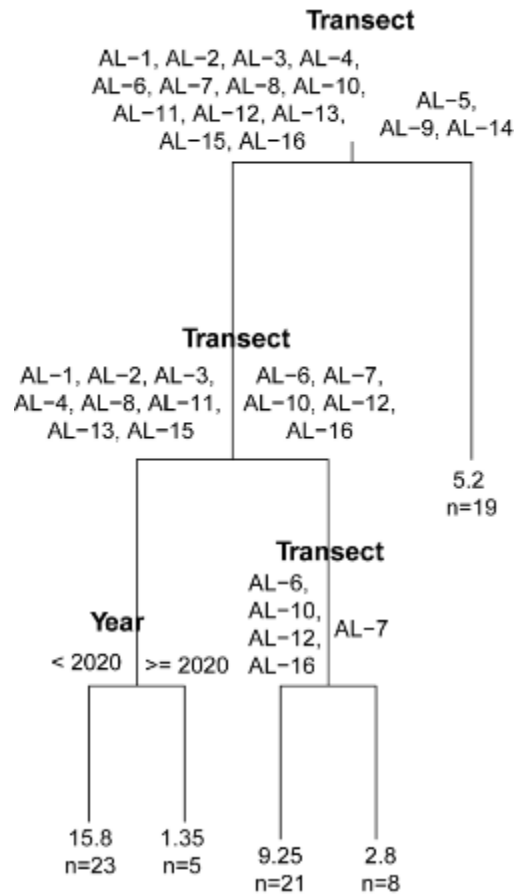 Transect
AL−1, AL−2, AL−3, AL−4,
AL−6, AL−7, AL−8, AL−10,
AL−11, AL−12, AL−13,
AL−15, AL−16
AL−5,
AL−9, AL−14
Transect
AL−1, AL−2, AL−3,
AL−4, AL−8, AL−11,
AL−13, AL−15
AL−6, AL−7,
AL−10, AL−12,
AL−16
5.2
n=19
Year
< 2020
>= 2020
Transect
AL−6,
AL−10,
AL−12,
AL−16
AL−7
15.8
n=23
1.35
n=5
9.25
n=21
2.8
n=8